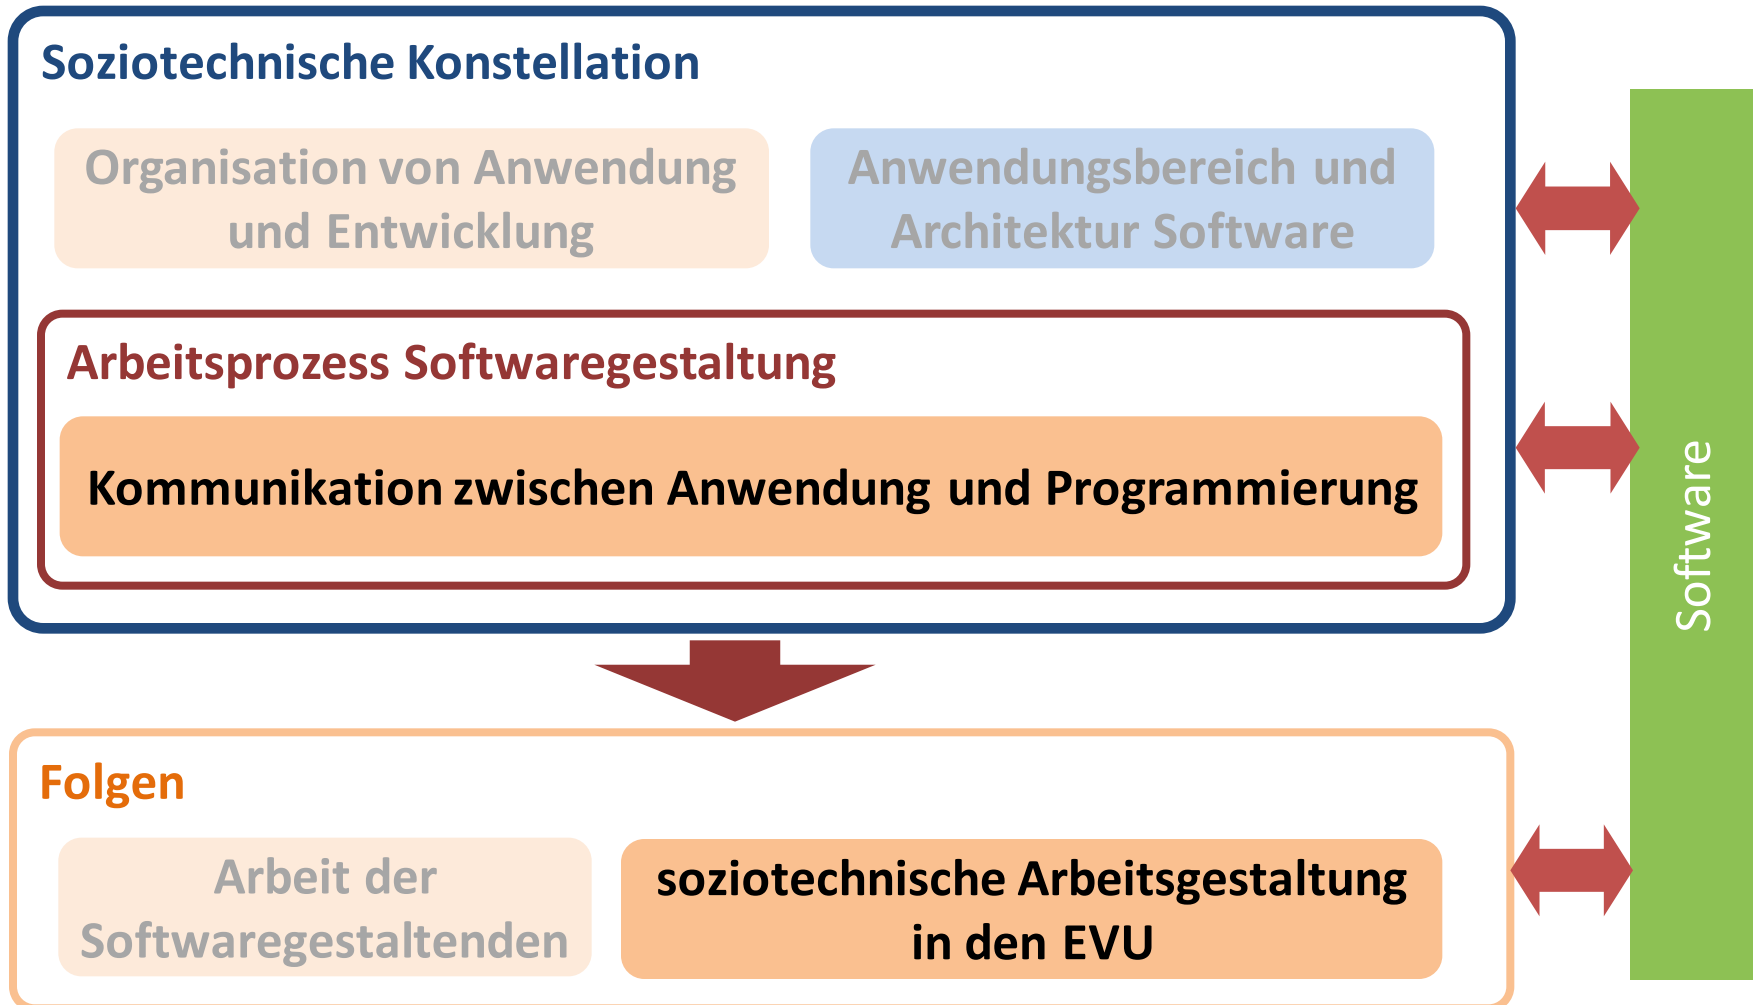 Soziotechnische Konstellation
Organisation von Anwendung
und Entwicklung
Anwendungsbereich und
Architektur Software
Arbeitsprozess Softwaregestaltung
Kommunikation zwischen Anwendung und Programmierung
Software
Folgen
Arbeit der
Softwaregestaltenden
soziotechnische Arbeitsgestaltung
in den EVU